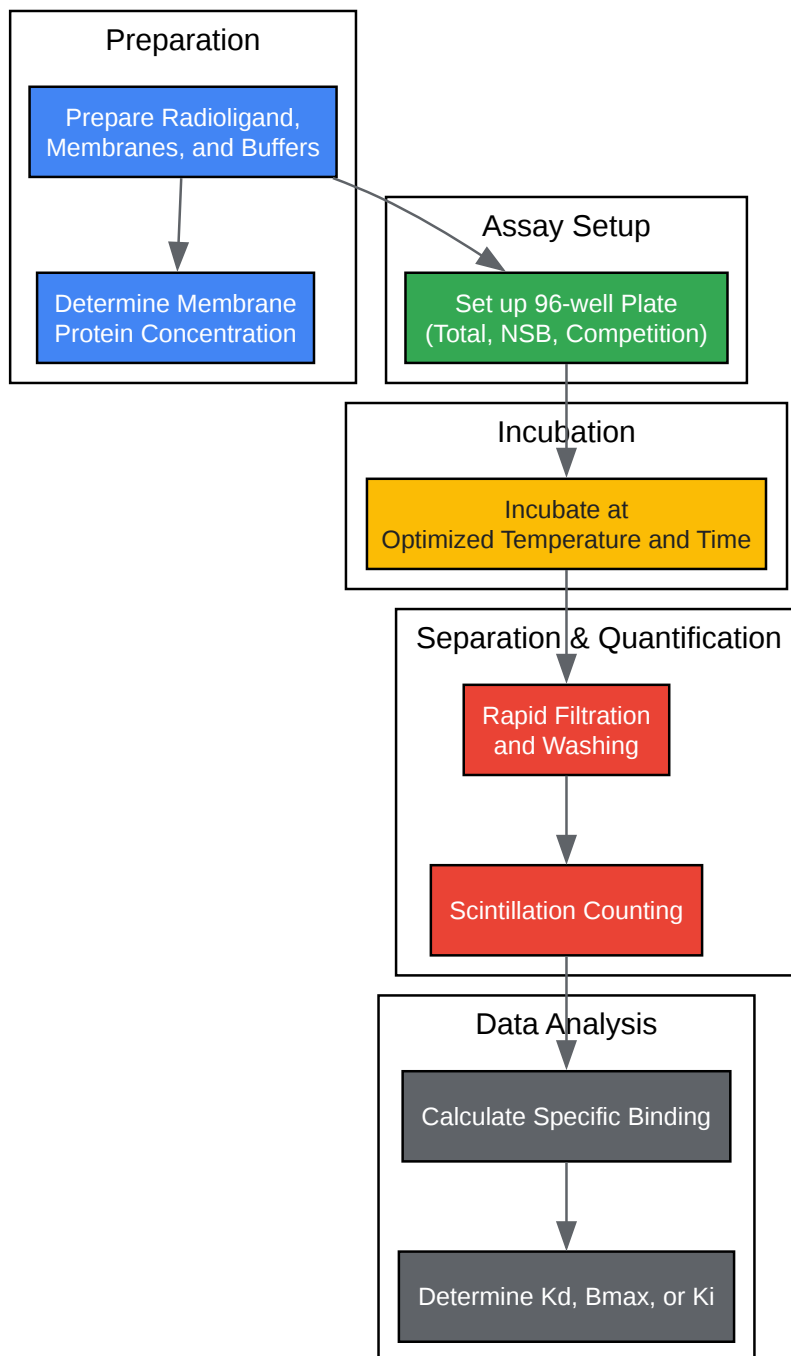 Preparation
Prepare Radioligand,
Membranes, and Buffers
Determine Membrane
Protein Concentration
Assay Setup
Set up 96-well Plate
(Total, NSB, Competition)
Incubation
Incubate at
Optimized Temperature and Time
Separation & Quantification
Rapid Filtration
and Washing
Scintillation Counting
Data Analysis
Calculate Specific Binding
Determine Kd, Bmax, or Ki